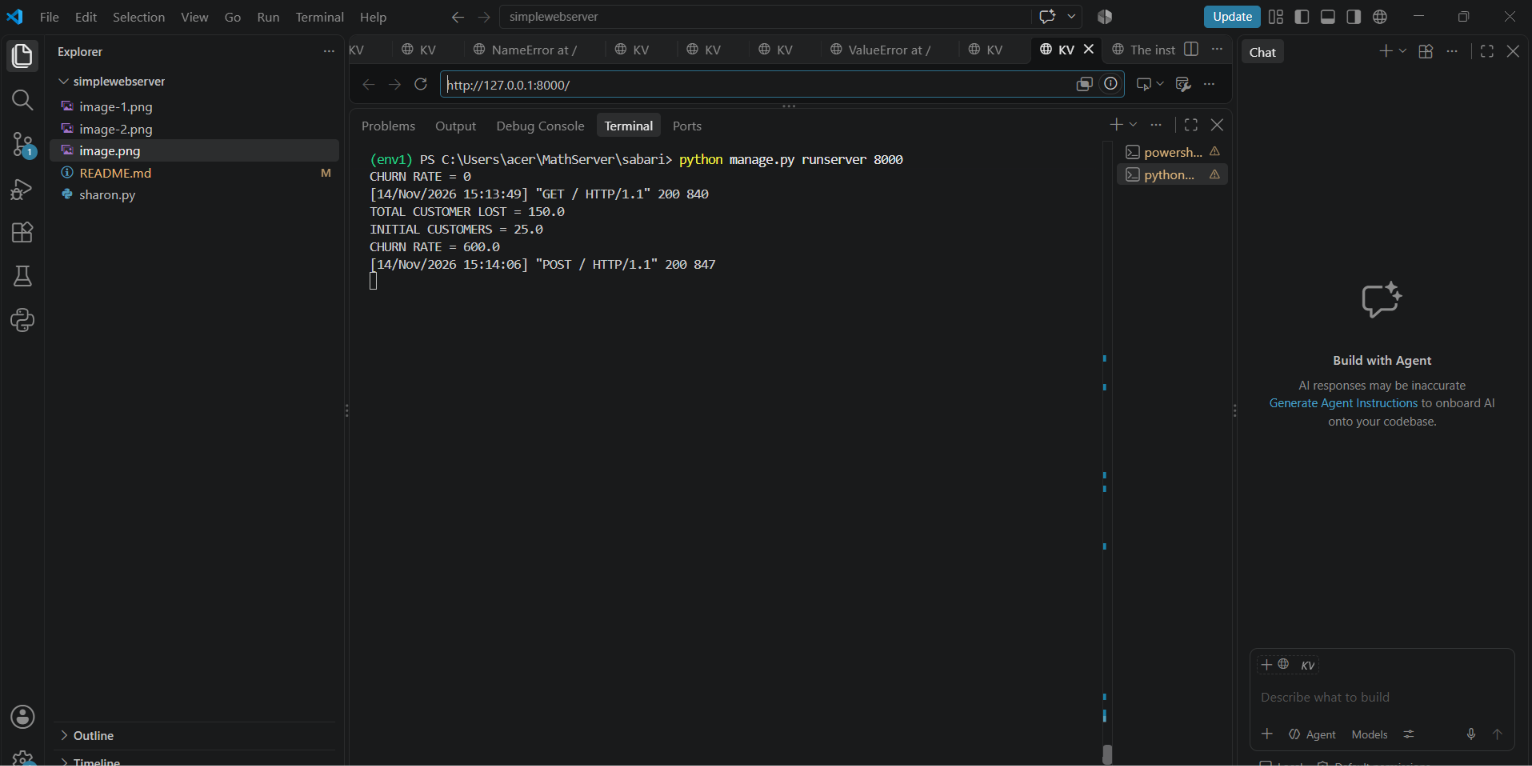 File Edit Selection View Go Run Terminal Help
simplewebserver
Update
Explorer
simplewebserver
image-1.png
image-2.png
image.png
README.md M
sharon.py
1
Outline
Timeline
KV KV NameError at / KV KV KV ValueError at / KV KV The inst
http://127.0.0.1:8000/
Problems Output Debug Console Terminal Ports
(env1) PS C:\Users\acer\MathServer\sabari> python manage.py runserver 8000
CHURN RATE = 0
[14/Nov/2026 15:13:49] "GET / HTTP/1.1" 200 840
TOTAL CUSTOMER LOST = 150.0
INITIAL CUSTOMERS = 25.0
CHURN RATE = 600.0
[14/Nov/2026 15:14:06] "POST / HTTP/1.1" 200 847
powersh...
python...
Chat
Build with Agent
AI responses may be inaccurate
Generate Agent Instructions to onboard AI
onto your codebase.
KV
Describe what to build
Agent Models